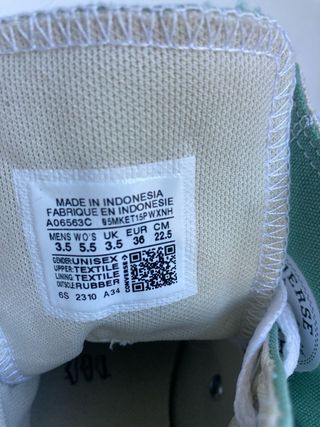 MADE IN INDONESIA
FABRIQUE EN INDONESIE
A06563C
MENS WO'S UK EUR CM
3.5 5.5 3.5 36 22.5
GENDER:UNISEX
UPPER:TEXTILE
LINING:TEXTILE
OUTSOLE:RUBBER
6S 2310 A34